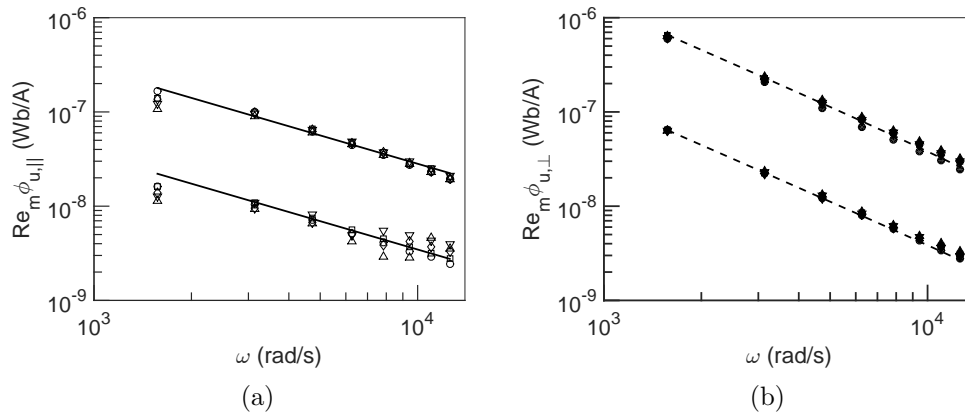 10^-6
10^-7
10^-8
10^-9
10^3
10^4
Re_m ϕ_u,|| (Wb/A)
ω (rad/s)
(a)
10^-6
10^-7
10^-8
10^-9
10^3
10^4
Re_m ϕ_u,⊥ (Wb/A)
ω (rad/s)
(b)